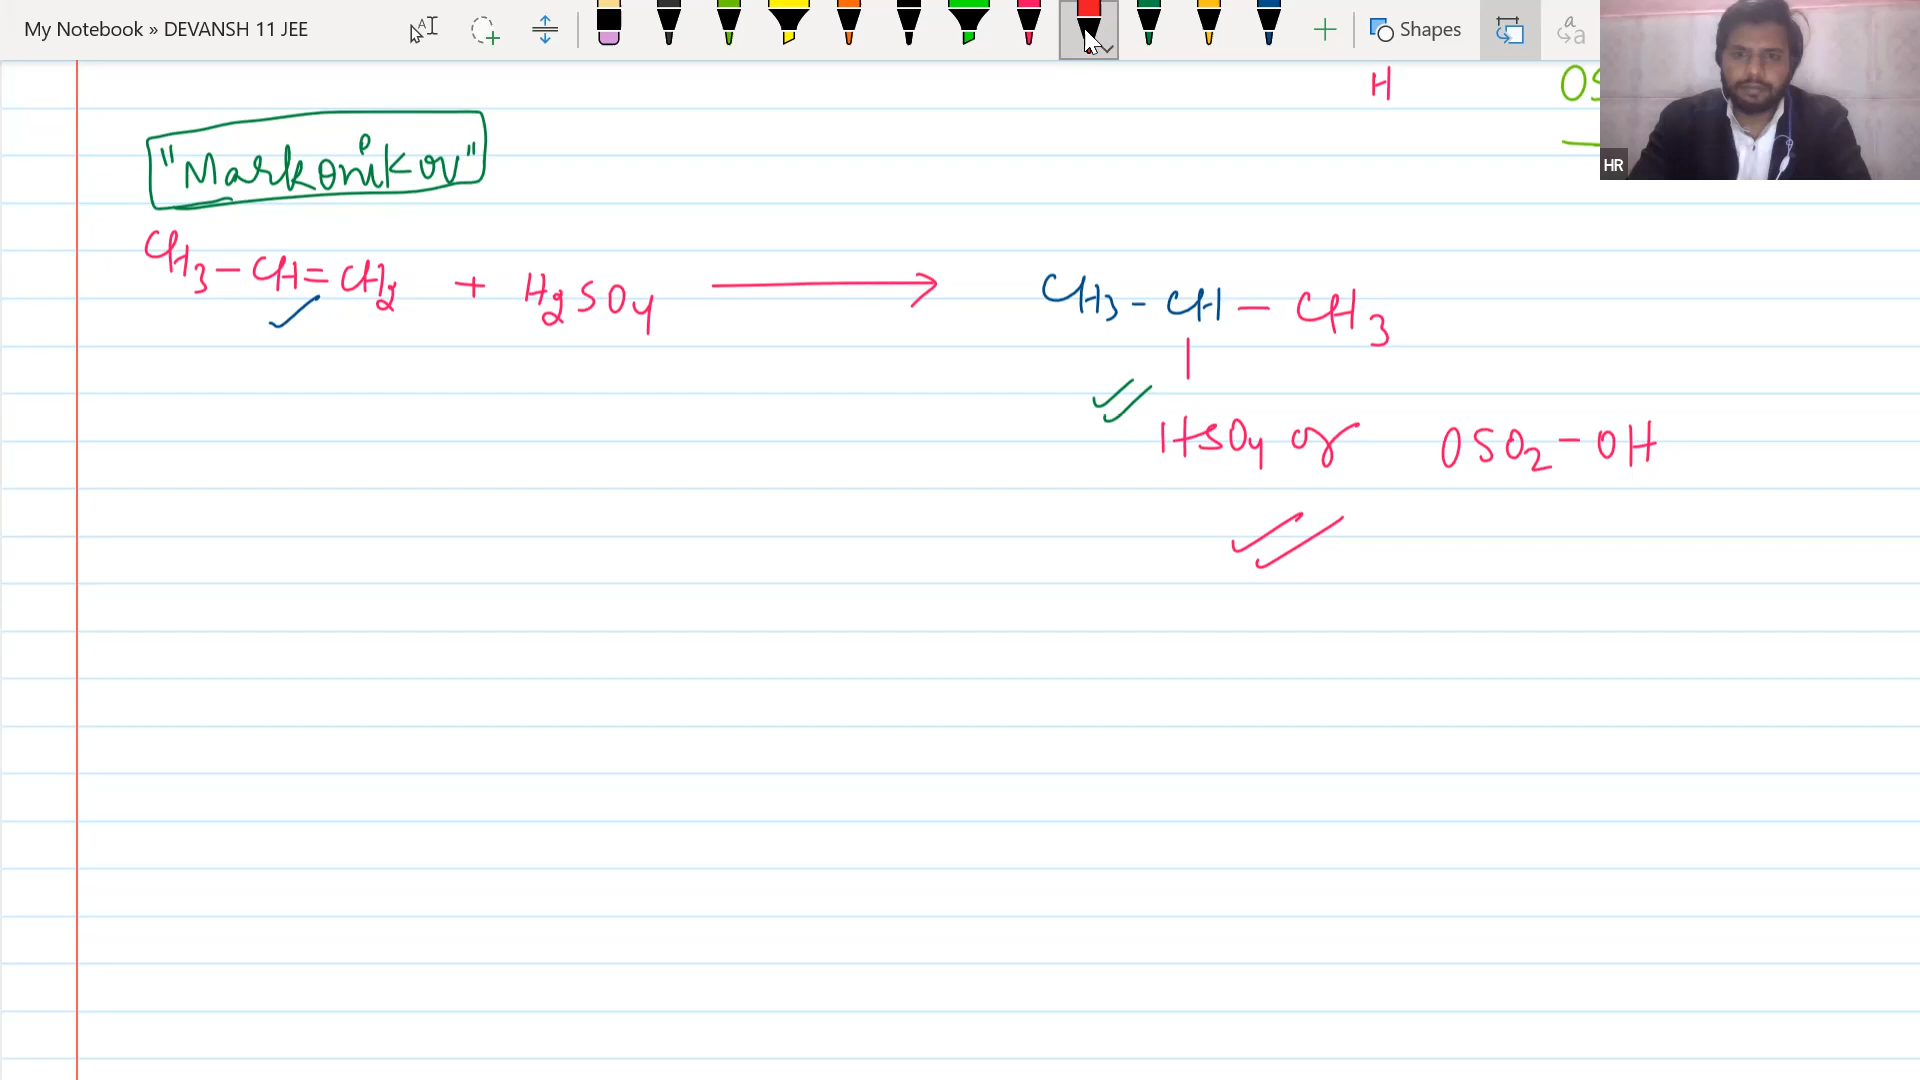 My Notebook » DEVANSH 11 JEE
Shapes
H
OS
HR
"Markonikov"
CH3-CH=CH2 + H2SO4 → CH3-CH-CH3
|
HSO4 or OSO2-OH